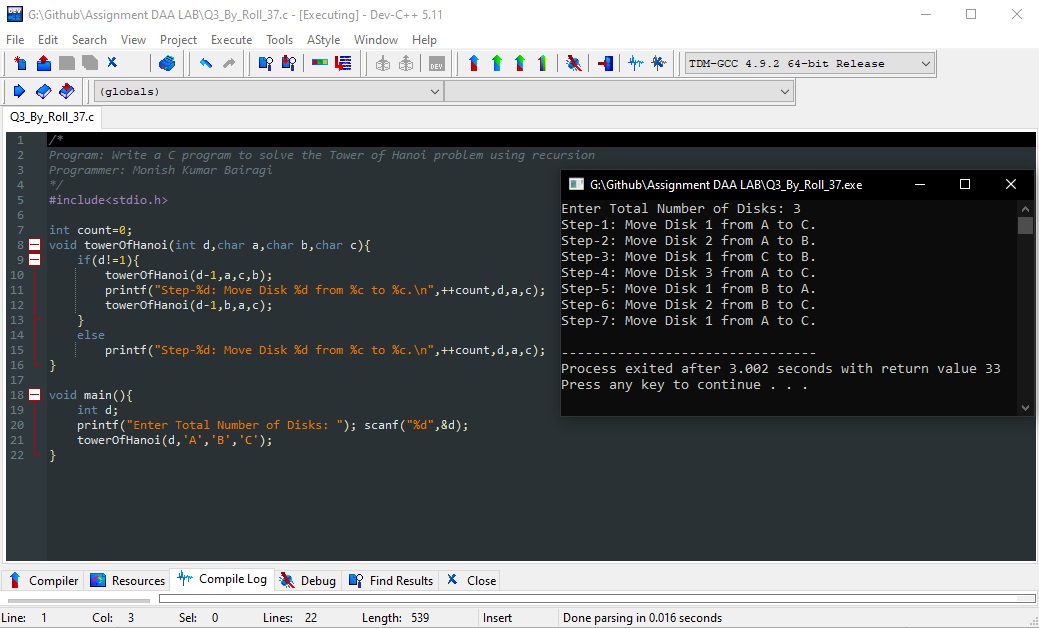 G:\Github\Assignment DAA LAB\Q3_By_Roll_37.c - [Executing] - Dev-C++ 5.11
File Edit Search View Project Execute Tools AStyle Window Help
TDM-GCC 4.9.2 64-bit Release
(globals)
Q3_By_Roll_37.c
1 /*
2 Program: Write a C program to solve the Tower of Hanoi problem using recursion
3 Programmer: Monish Kumar Bairagi
4 */
5 #include<stdio.h>
6
7 int count=0;
8 void towerOfHanoi(int d,char a,char b,char c){
9 if(d!=1){
10 towerOfHanoi(d-1,a,c,b);
11 printf("Step-%d: Move Disk %d from %c to %c.\n",++count,d,a,c);
12 towerOfHanoi(d-1,b,a,c);
13 }
14 else
15 printf("Step-%d: Move Disk %d from %c to %c.\n",++count,d,a,c);
16 }
17
18 void main(){
19 int d;
20 printf("Enter Total Number of Disks: "); scanf("%d",&d);
21 towerOfHanoi(d,'A','B','C');
22 }
G:\Github\Assignment DAA LAB\Q3_By_Roll_37.exe
Enter Total Number of Disks: 3
Step-1: Move Disk 1 from A to C.
Step-2: Move Disk 2 from A to B.
Step-3: Move Disk 1 from C to B.
Step-4: Move Disk 3 from A to C.
Step-5: Move Disk 1 from B to A.
Step-6: Move Disk 2 from B to C.
Step-7: Move Disk 1 from A to C.
--------------------------------
Process exited after 3.002 seconds with return value 33
Press any key to continue . . .
Compiler Resources Compile Log Debug Find Results Close
Line: 1 Col: 3 Sel: 0 Lines: 22 Length: 539 Insert Done parsing in 0.016 seconds